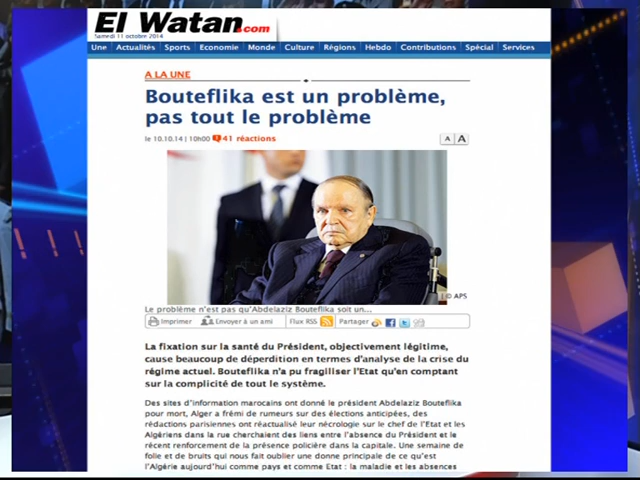 El Watan.com
Samedi 11 octobre 2014
Une Actualités Sports Economie Monde Culture Régions Hebdo Contributions Spécial Services
A LA UNE
Bouteflika est un problème,
pas tout le problème
le 10.10.14 | 10h00 41 réactions
A A
© APS
Le problème n'est pas qu'Abdelaziz Bouteflika soit un...
Imprimer Envoyer à un ami Flux RSS Partager
La fixation sur la santé du Président, objectivement légitime,
cause beaucoup de déperdition en termes d'analyse de la crise du
régime actuel. Bouteflika n'a pu fragiliser l'Etat qu'en comptant
sur la complicité de tout le système.
Des sites d'information marocains ont donné le président Abdelaziz Bouteflika
pour mort, Alger a frémi de rumeurs sur des élections anticipées, des
rédactions parisiennes ont réactualisé leur nécrologie sur le chef de l'Etat et les
Algériens dans la rue cherchaient des liens entre l'absence du Président et le
récent renforcement de la présence policière dans la capitale. Une semaine de
folie et de bruits qui nous fait oublier une donne principale de ce qu'est
l'Algérie aujourd'hui comme pays et comme Etat : la maladie et les absences